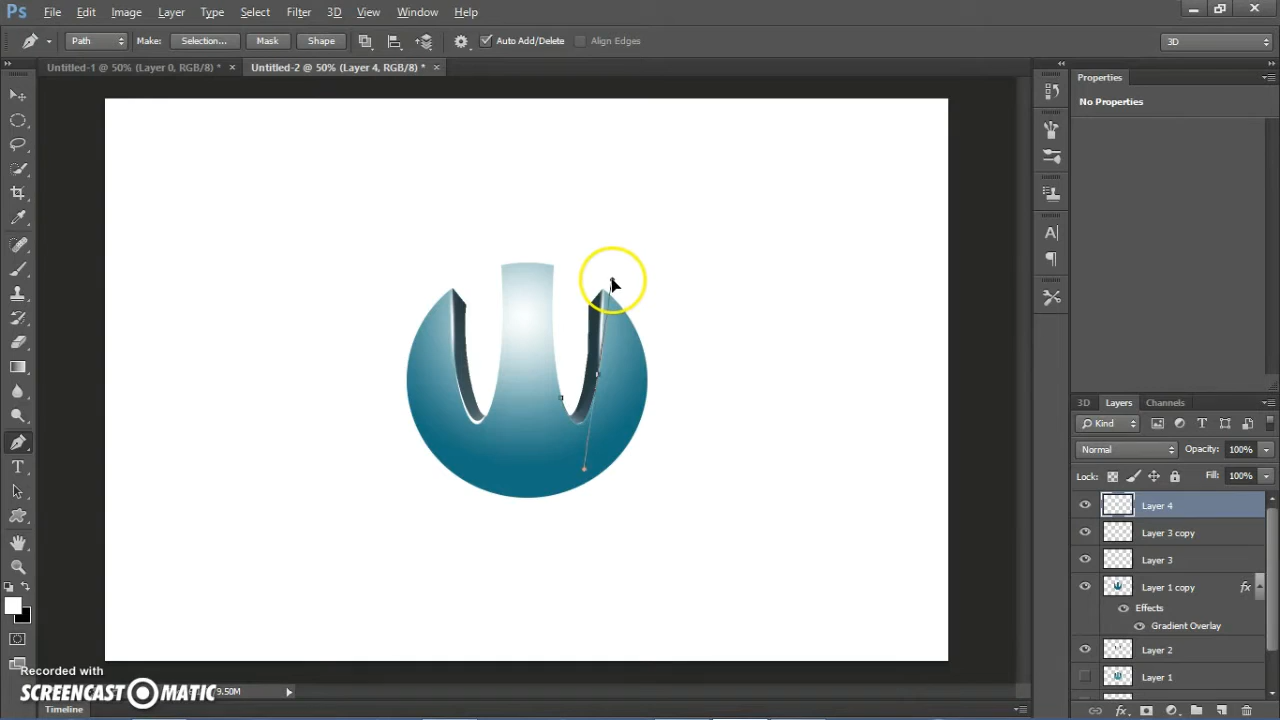 Ps File Edit Image Layer Type Select Filter 3D View Window Help
Path Make: Selection... Mask Shape Auto Add/Delete Align Edges 3D
Untitled-1 @ 50% (Layer 0, RGB/8) * × Untitled-2 @ 50% (Layer 4, RGB/8) * ×
Properties
No Properties
3D Layers Channels
Kind
Normal Opacity: 100%
Lock: Fill: 100%
Layer 4
Layer 3 copy
Layer 3
Layer 1 copy fx
Effects
Gradient Overlay
Layer 2
Layer 1
Recorded with
SCREENCAST-O-MATIC
9.50M
Timeline